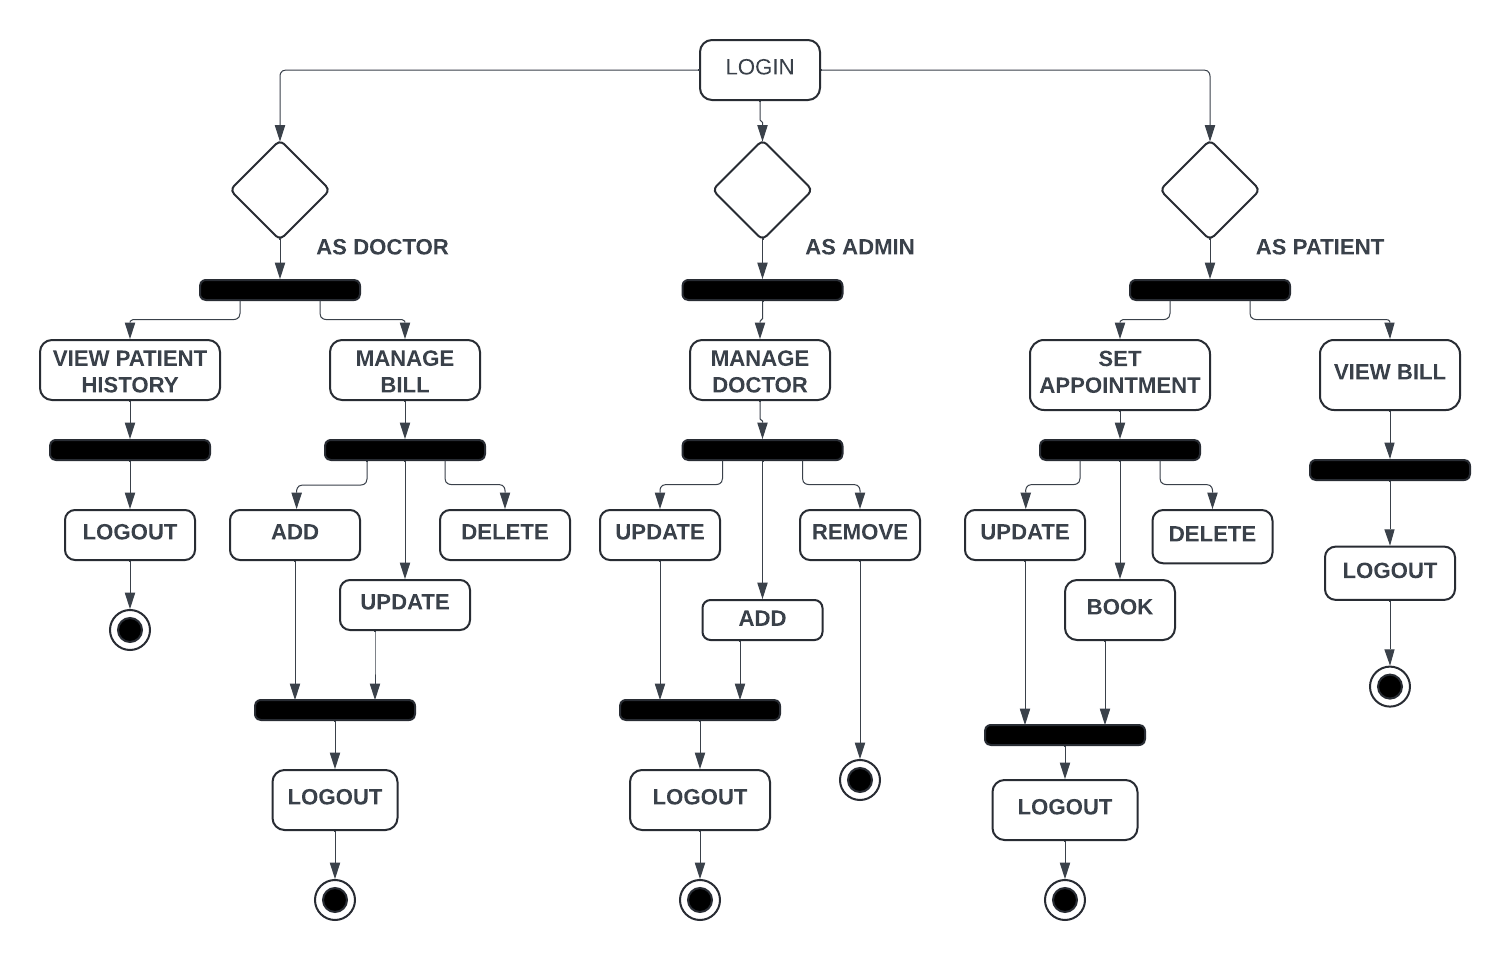 LOGIN
AS DOCTOR
AS ADMIN
AS PATIENT
VIEW PATIENT
HISTORY
MANAGE
BILL
MANAGE
DOCTOR
SET
APPOINTMENT
VIEW BILL
LOGOUT
ADD
DELETE
UPDATE
REMOVE
UPDATE
DELETE
LOGOUT
UPDATE
ADD
BOOK
LOGOUT
LOGOUT
LOGOUT